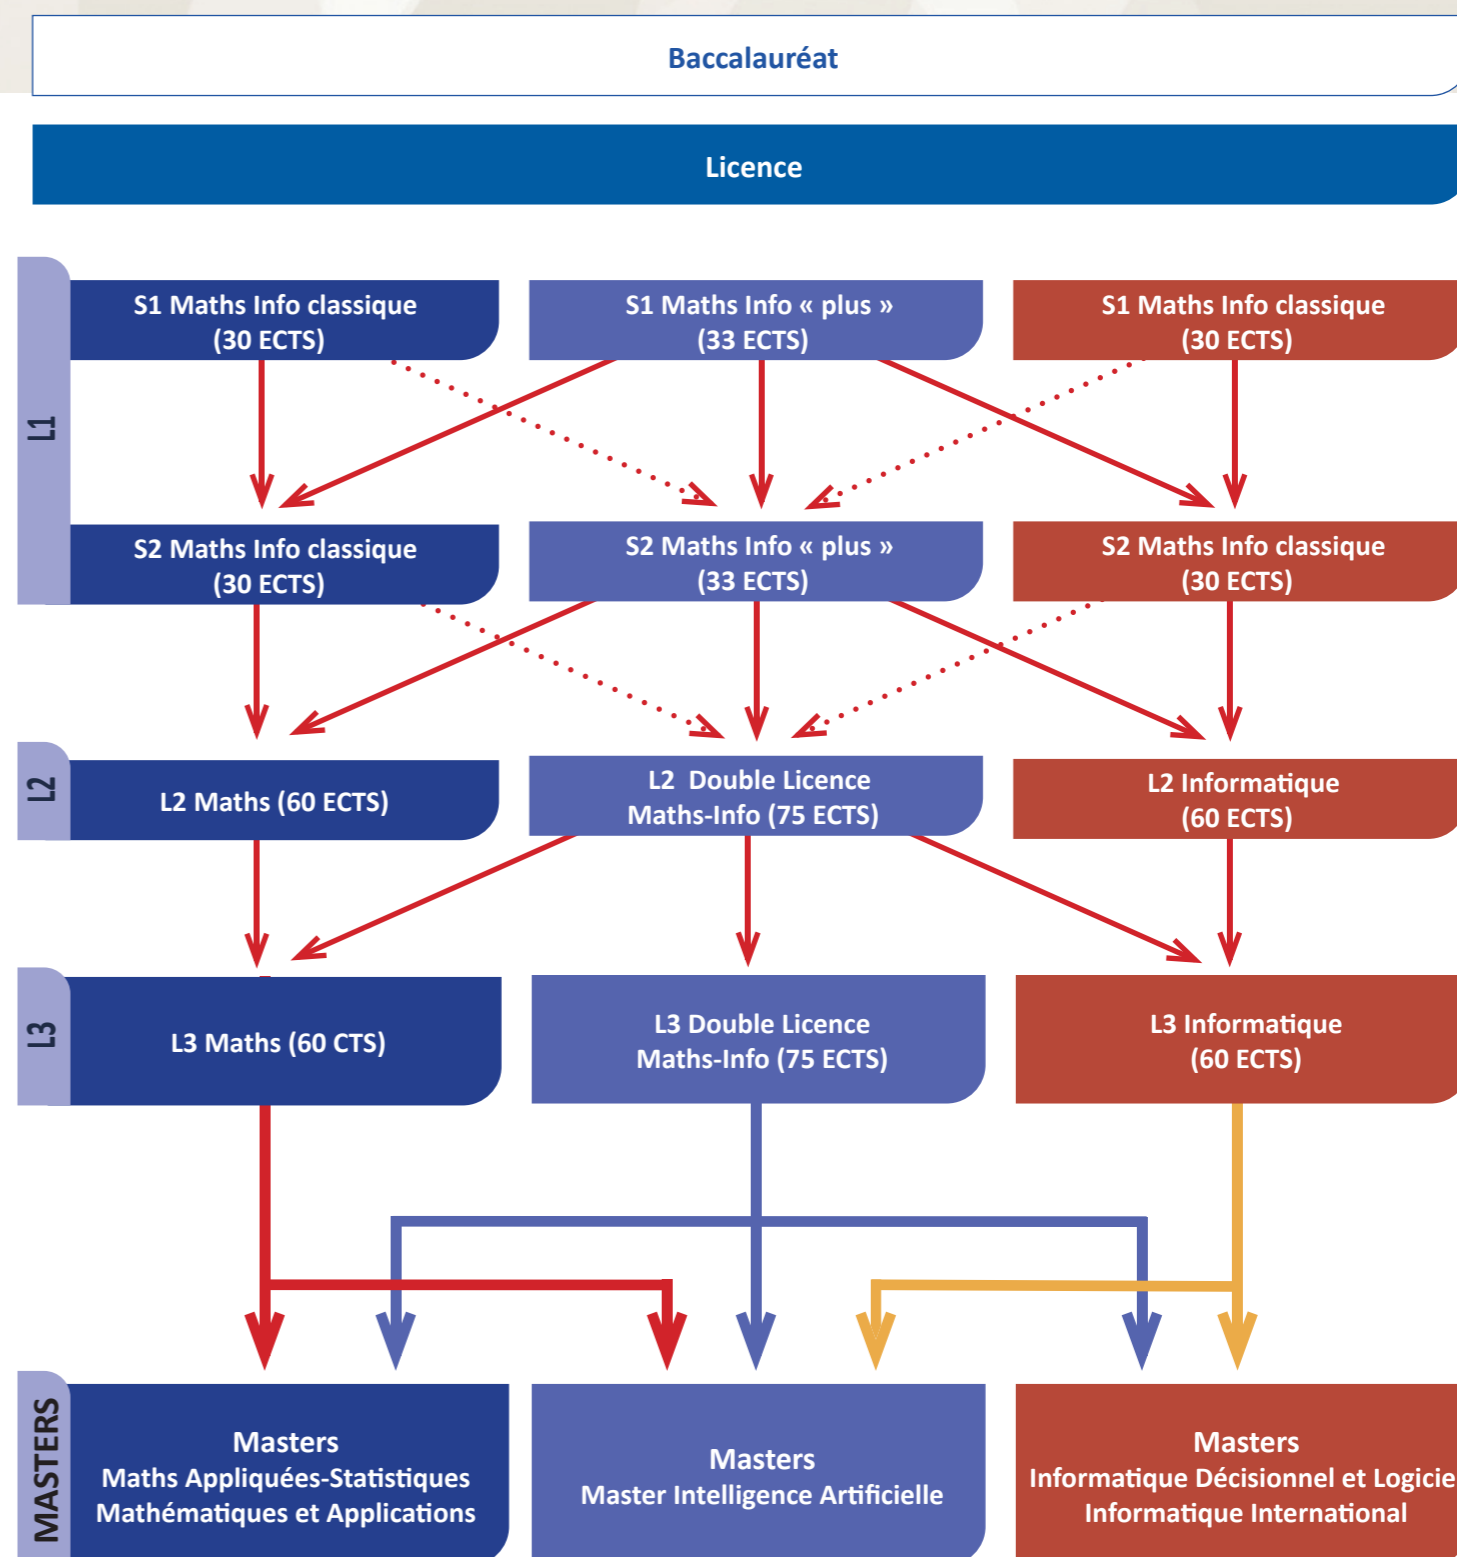 Baccalauréat
Licence
L1
S1 Maths Info classique
(30 ECTS)
S1 Maths Info « plus »
(33 ECTS)
S1 Maths Info classique
(30 ECTS)
S2 Maths Info classique
(30 ECTS)
S2 Maths Info « plus »
(33 ECTS)
S2 Maths Info classique
(30 ECTS)
L2
L2 Maths (60 ECTS)
L2 Double Licence
Maths-Info (75 ECTS)
L2 Informatique
(60 ECTS)
L3
L3 Maths (60 CTS)
L3 Double Licence
Maths-Info (75 ECTS)
L3 Informatique
(60 ECTS)
MASTERS
Masters
Maths Appliquées-Statistiques
Mathématiques et Applications
Masters
Master Intelligence Artificielle
Masters
Informatique Décisionnel et Logicie
Informatique International